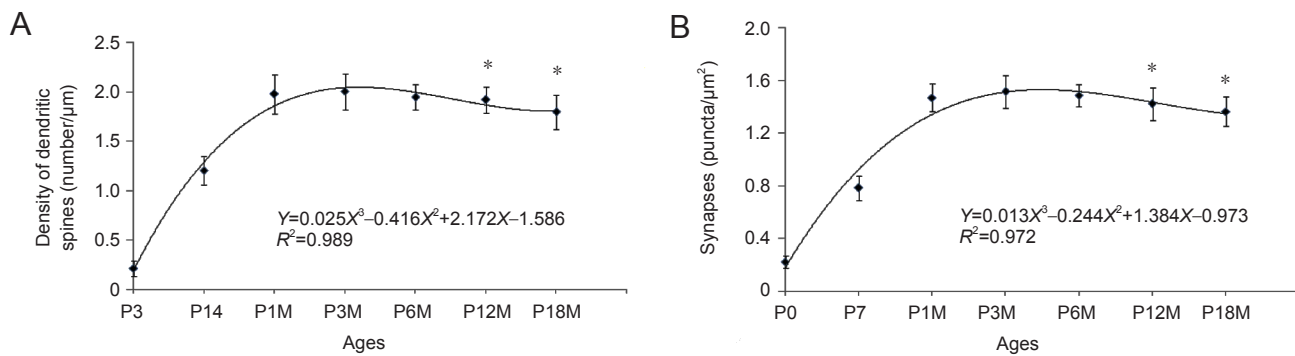 A
Density of dendritic
spines (number/μm)
2.5
2.0
1.5
1.0
0.5
0
*
*
Y=0.025X³–0.416X²+2.172X–1.586
R²=0.989
P3 P14 P1M P3M P6M P12M P18M
Ages
B
Synapses (puncta/μm²)
2.0
1.6
1.2
0.8
0.4
0
*
*
Y=0.013X³–0.244X²+1.384X–0.973
R²=0.972
P0 P7 P1M P3M P6M P12M P18M
Ages